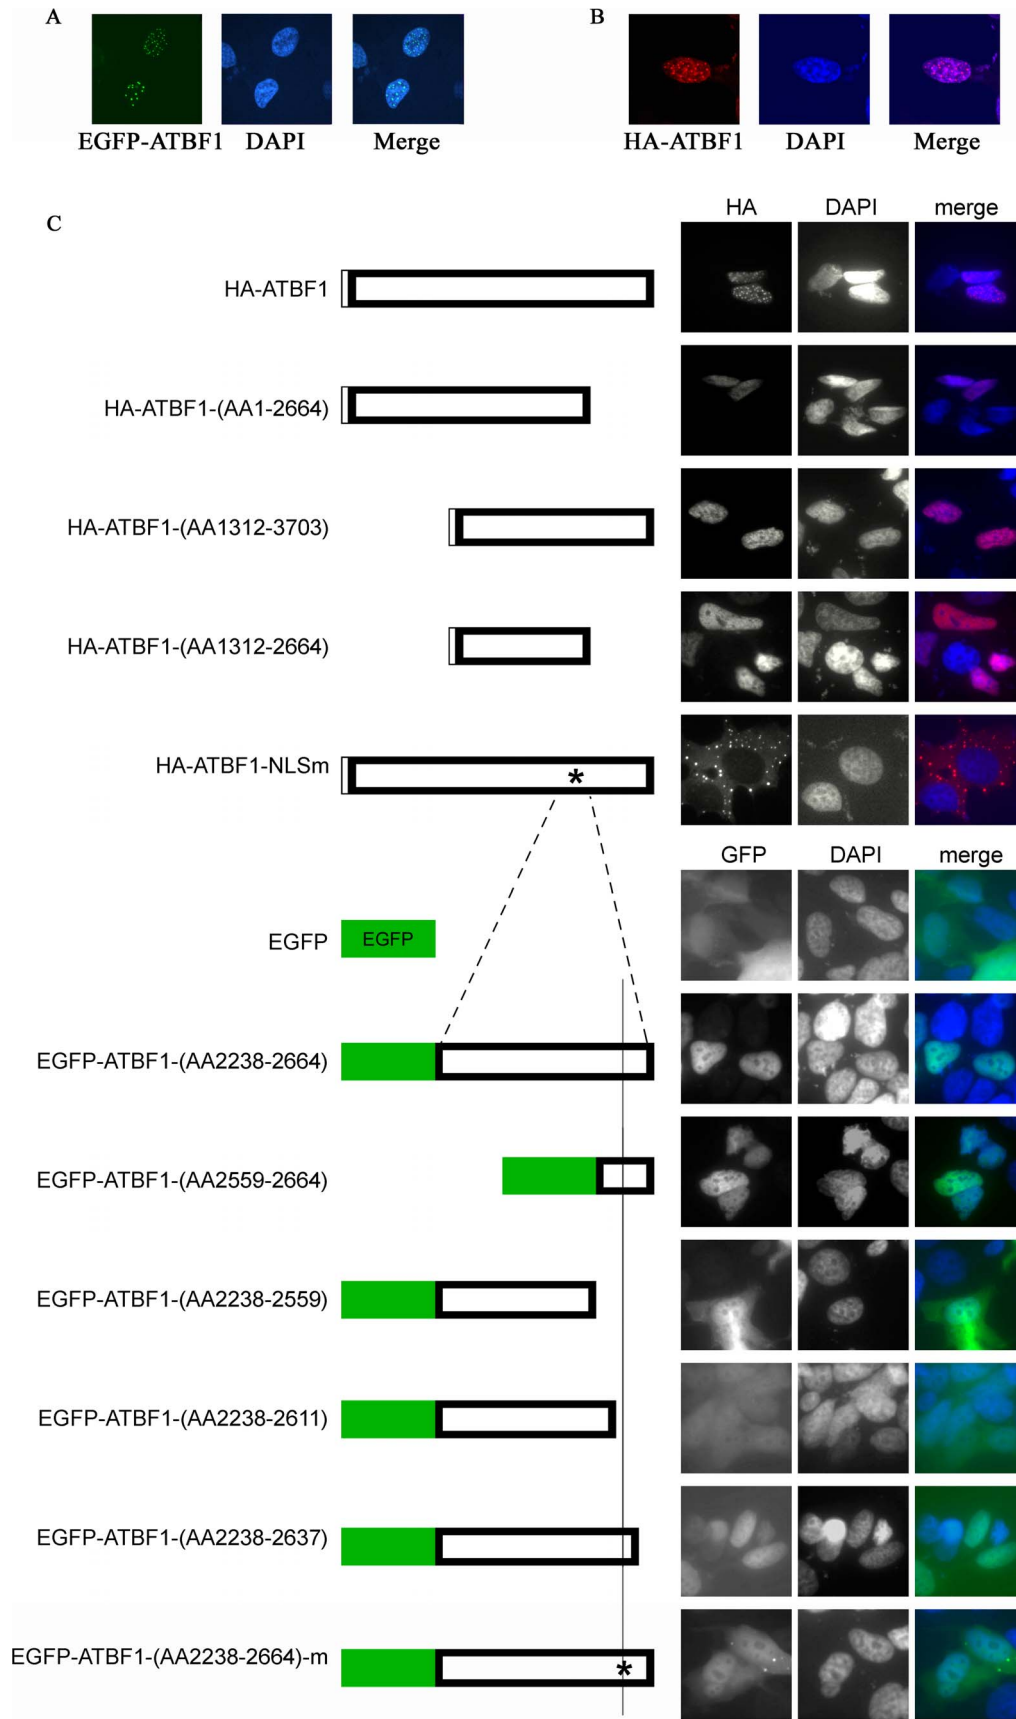 A
B
EGFP-ATBF1 DAPI Merge
HA-ATBF1 DAPI Merge
C
HA DAPI merge
HA-ATBF1
HA-ATBF1-(AA1-2664)
HA-ATBF1-(AA1312-3703)
HA-ATBF1-(AA1312-2664)
HA-ATBF1-NLSm
*
GFP DAPI merge
EGFP
EGFP
EGFP-ATBF1-(AA2238-2664)
EGFP-ATBF1-(AA2559-2664)
EGFP-ATBF1-(AA2238-2559)
EGFP-ATBF1-(AA2238-2611)
EGFP-ATBF1-(AA2238-2637)
EGFP-ATBF1-(AA2238-2664)-m
*